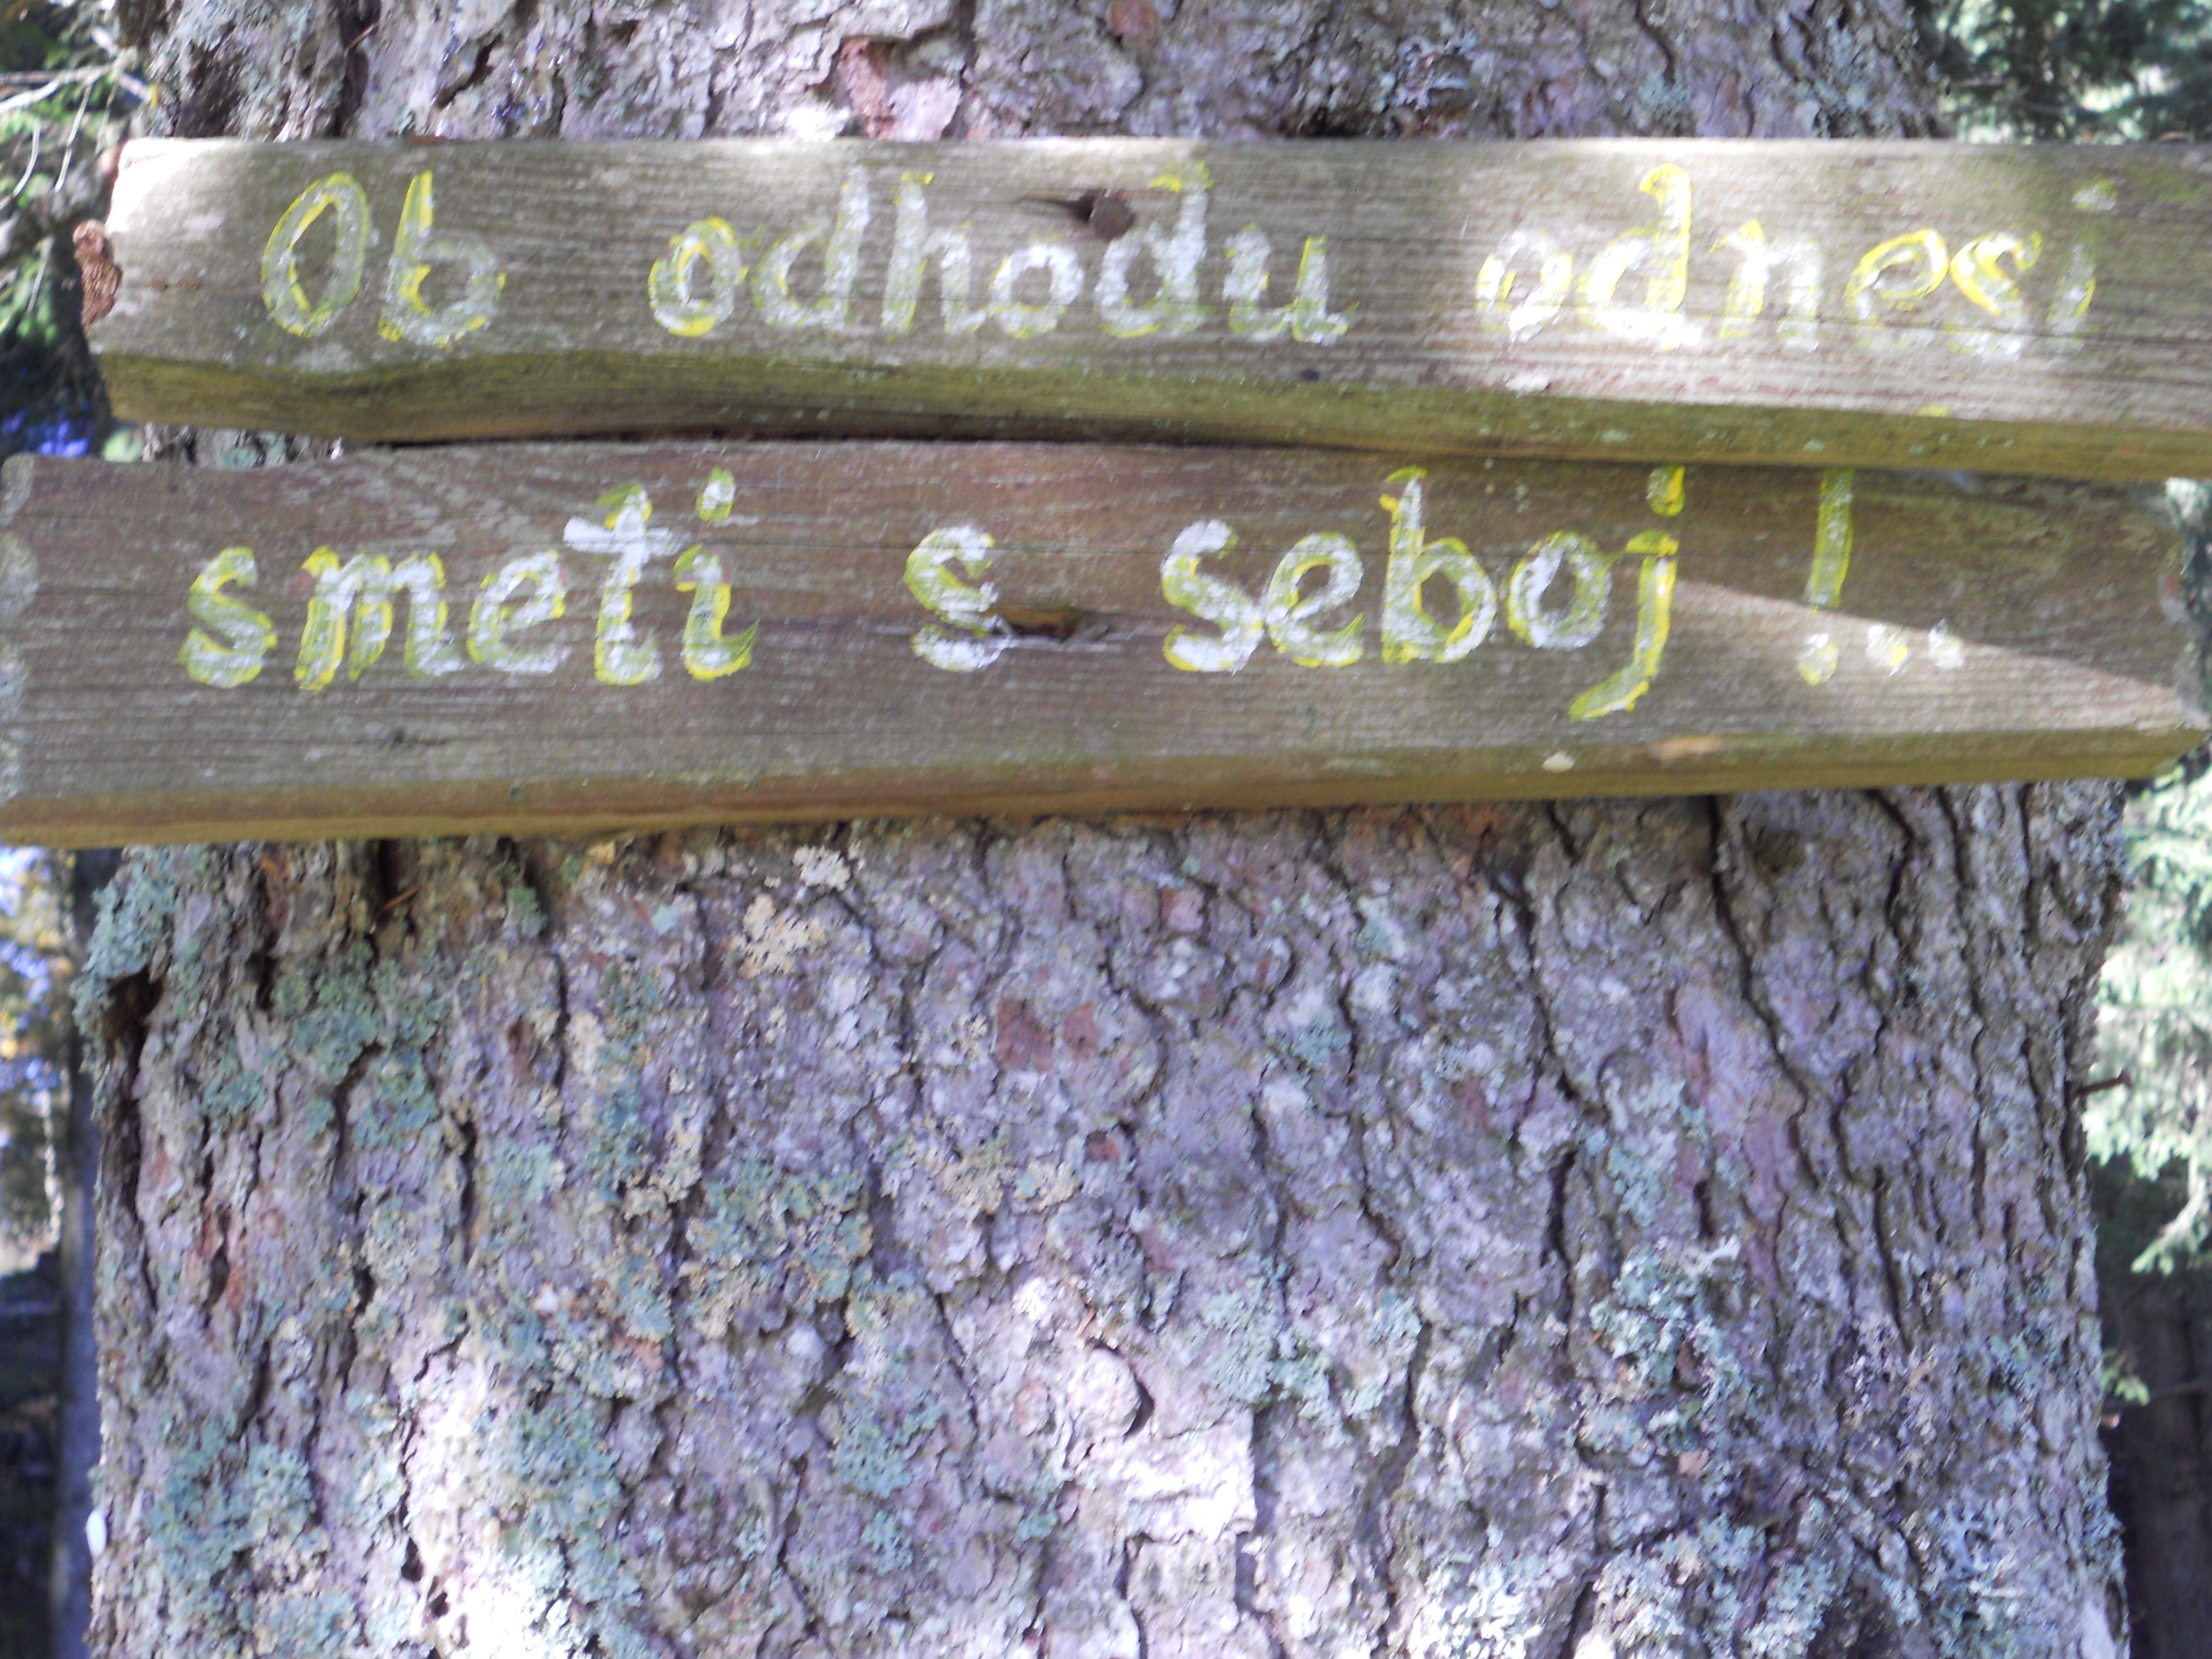 Ob odhodu odnesi
smeti s seboj!...